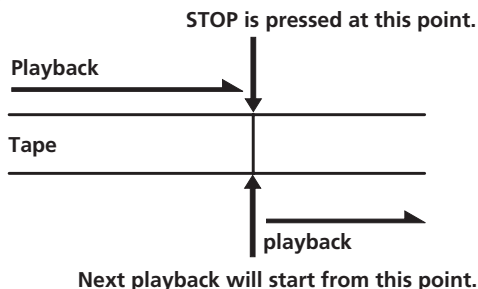 STOP is pressed at this point.
Playback
Tape
playback
Next playback will start from this point.